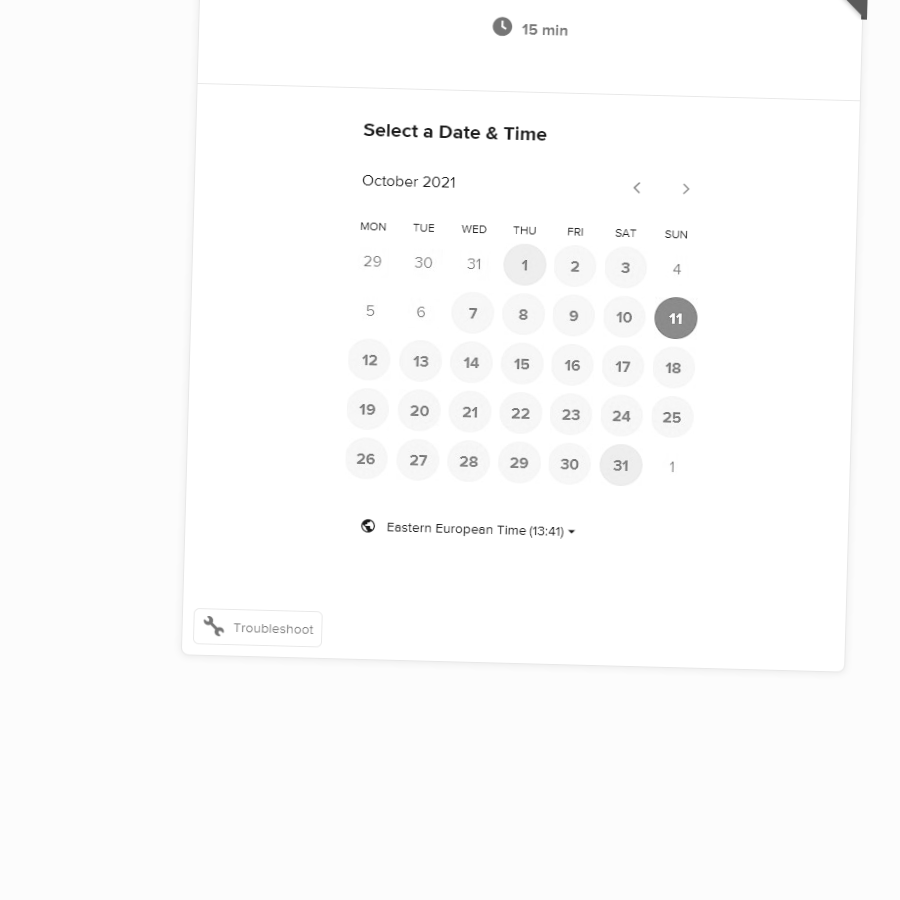 15 min
Select a Date & Time
October 2021
MON TUE WED THU FRI SAT SUN
29 30 31 1 2 3 4
5 6 7 8 9 10 11
12 13 14 15 16 17 18
19 20 21 22 23 24 25
26 27 28 29 30 31 1
Eastern European Time (13:41)
Troubleshoot